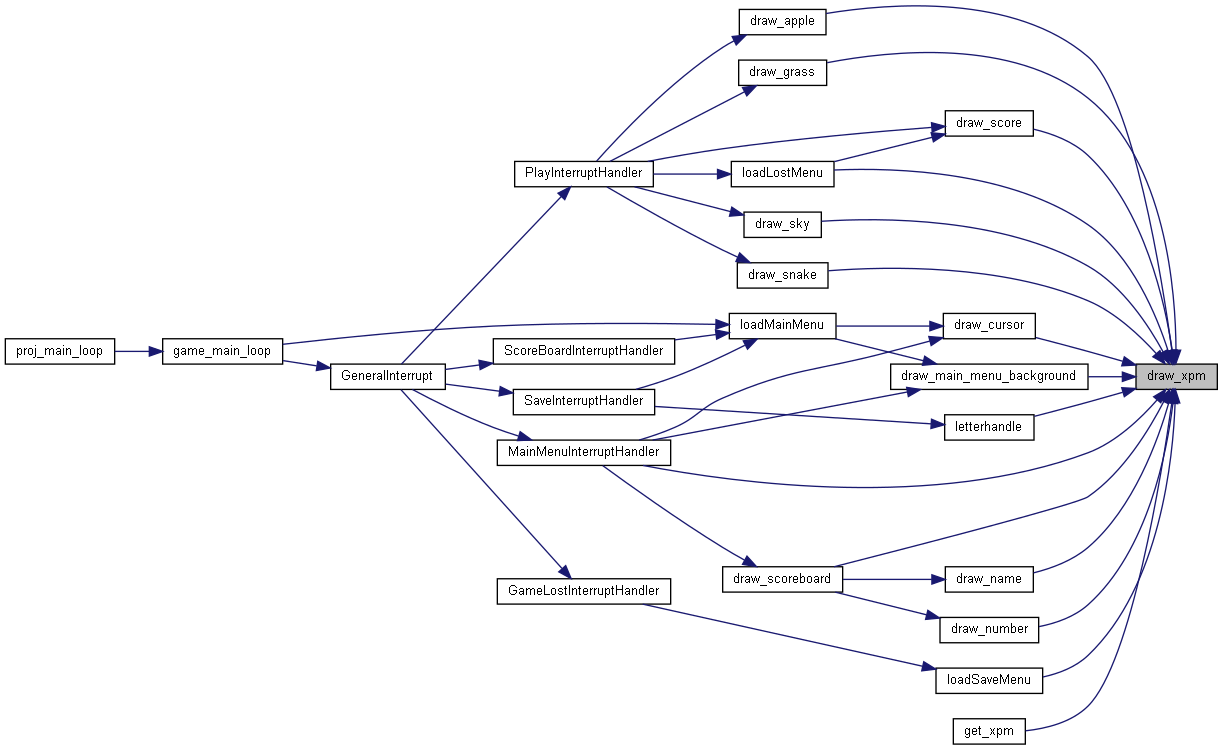 draw_apple
draw_grass
draw_score
PlayInterruptHandler
loadLostMenu
draw_sky
draw_snake
loadMainMenu
draw_cursor
proj_main_loop
game_main_loop
ScoreBoardInterruptHandler
GeneralInterrupt
draw_main_menu_background
draw_xpm
SaveInterruptHandler
letterhandle
MainMenuInterruptHandler
draw_scoreboard
draw_name
GameLostInterruptHandler
draw_number
loadSaveMenu
get_xpm